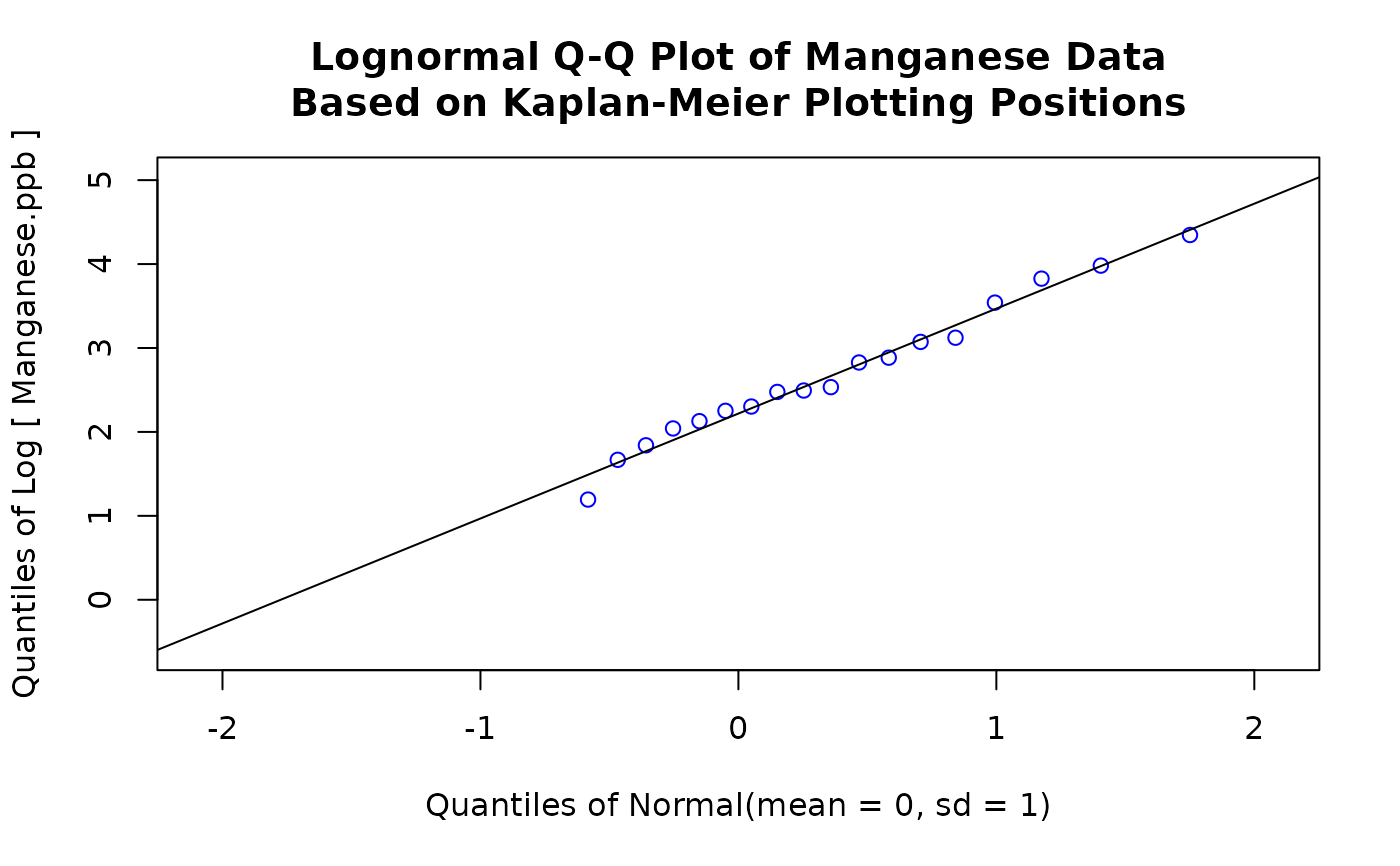 Lognormal Q-Q Plot of Manganese Data
Based on Kaplan-Meier Plotting Positions
Quantiles of Log [ Manganese.ppb ]
5
4
3
2
1
0
-2 -1 0 1 2
Quantiles of Normal(mean = 0, sd = 1)